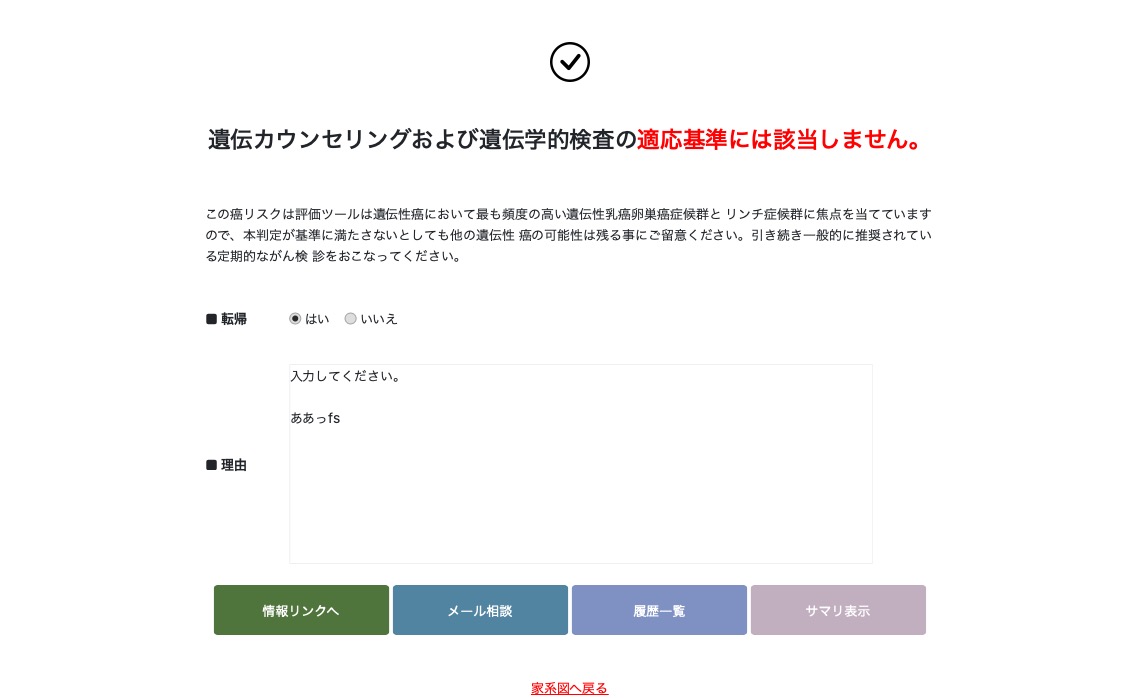 遺伝カウンセリングおよび遺伝学的検査の適応基準には該当しません。
この癌リスクは評価ツールは遺伝性癌において最も頻度の高い遺伝性乳癌卵巣癌症候群と リンチ症候群に焦点を当てています
ので、本判定が基準に満たさないとしても他の遺伝性 癌の可能性は残る事にご留意ください。引き続き一般的に推奨されてい
る定期的ながん検 診をおこなってください。
■ 転帰 はい いいえ
入力してください。
ああっfs
■ 理由
情報リンクへ メール相談 履歴一覧 サマリ表示
家系図へ戻る